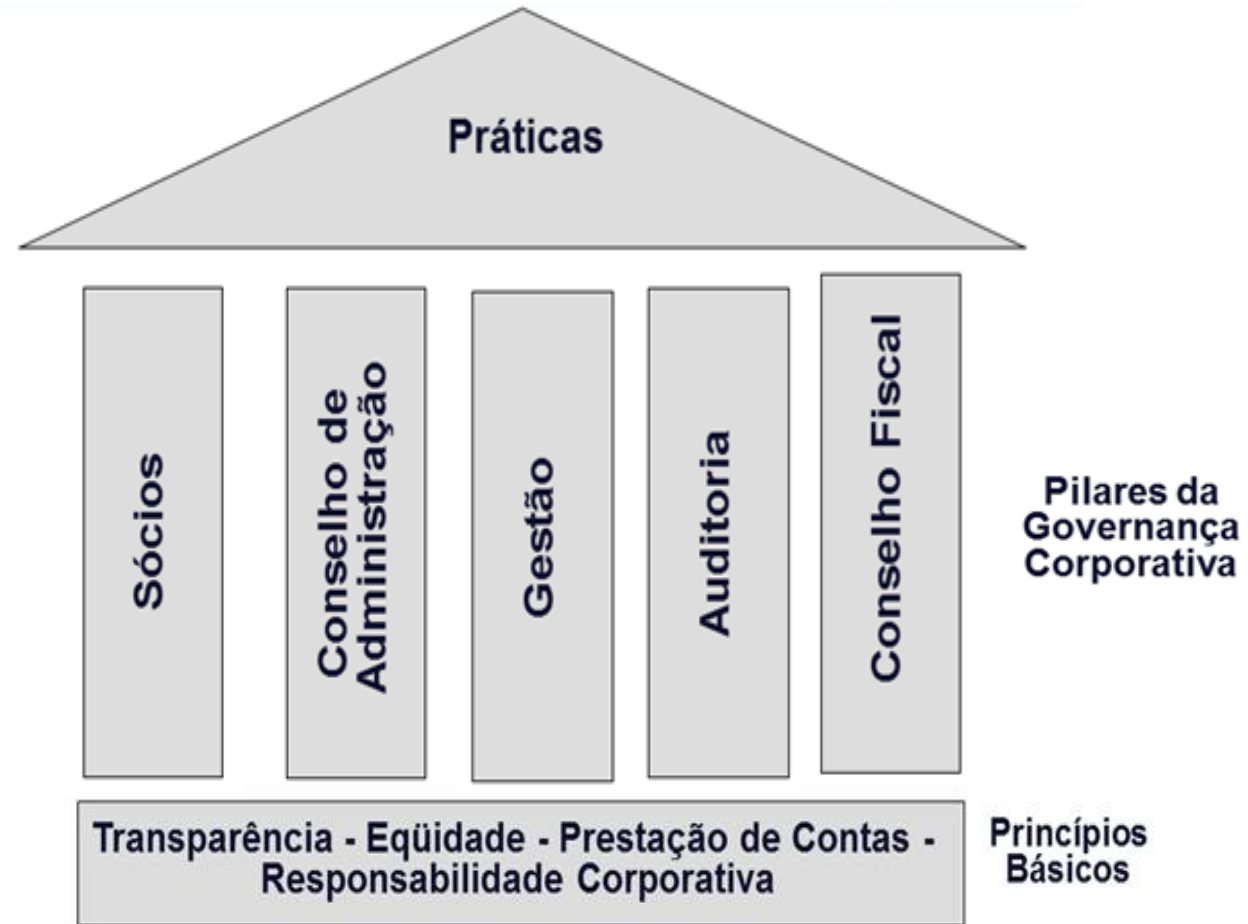 Práticas
Sócios
Conselho de
Administração
Gestão
Auditoria
Conselho Fiscal
Pilares da
Governança
Corporativa
Transparência - Eqüidade - Prestação de Contas -
Responsabilidade Corporativa
Princípios
Básicos